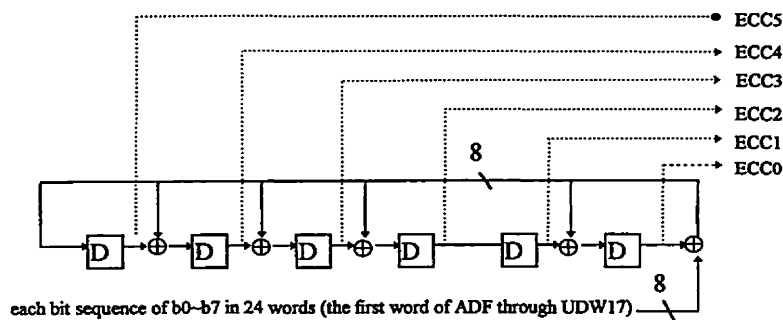 ECC5
ECC4
ECC3
ECC2
ECC1
ECC0
8
D D D D D D
8
each bit sequence of b0~b7 in 24 words (the first word of ADF through UDW17)